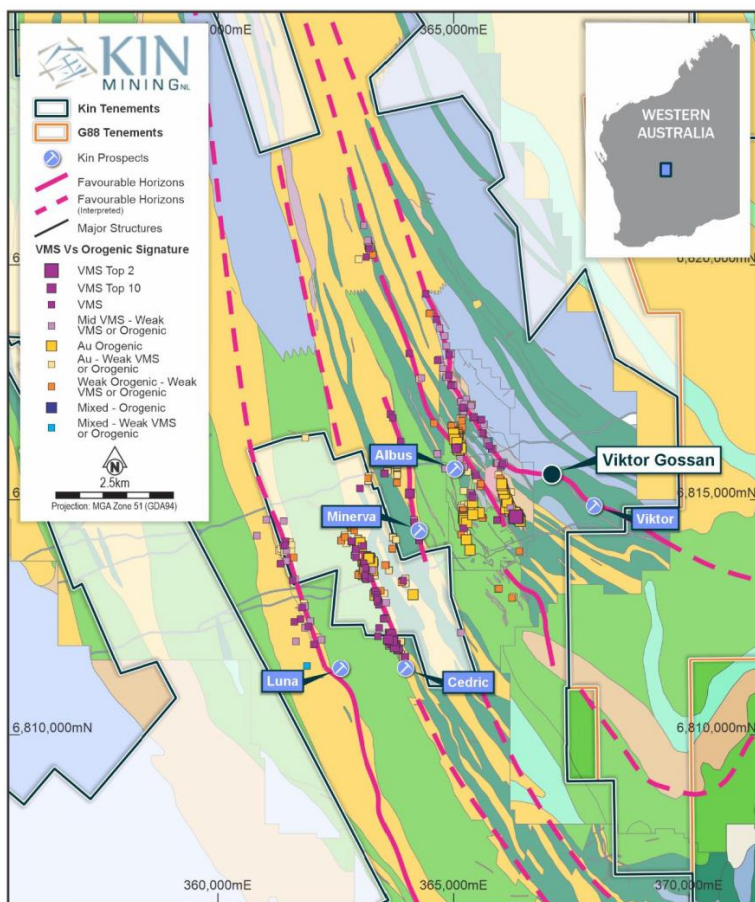 000mE
365,000mE
KIN
MINING NL
Kin Tenements
G88 Tenements
Kin Prospects
Favourable Horizons
Favourable Horizons
(Interpreted)
Major Structures
VMS Vs Orogenic Signature
VMS Top 2
VMS Top 10
VMS
Mid VMS - Weak
VMS or Orogenic
Au Orogenic
Au - Weak VMS
or Orogenic
Weak Orogenic - Weak
VMS or Orogenic
Mixed - Orogenic
Mixed - Weak VMS
or Orogenic
N
2.5km
Projection: MGA Zone 51 (GDA94)
WESTERN
AUSTRALIA
6,820,000mN
Albus
Viktor Gossan
6,815,000mN
Minerva
Viktor
Luna
Cedric
6,810,000mN
6,810,000mN
360,000mE
365,000mE
370,000mE